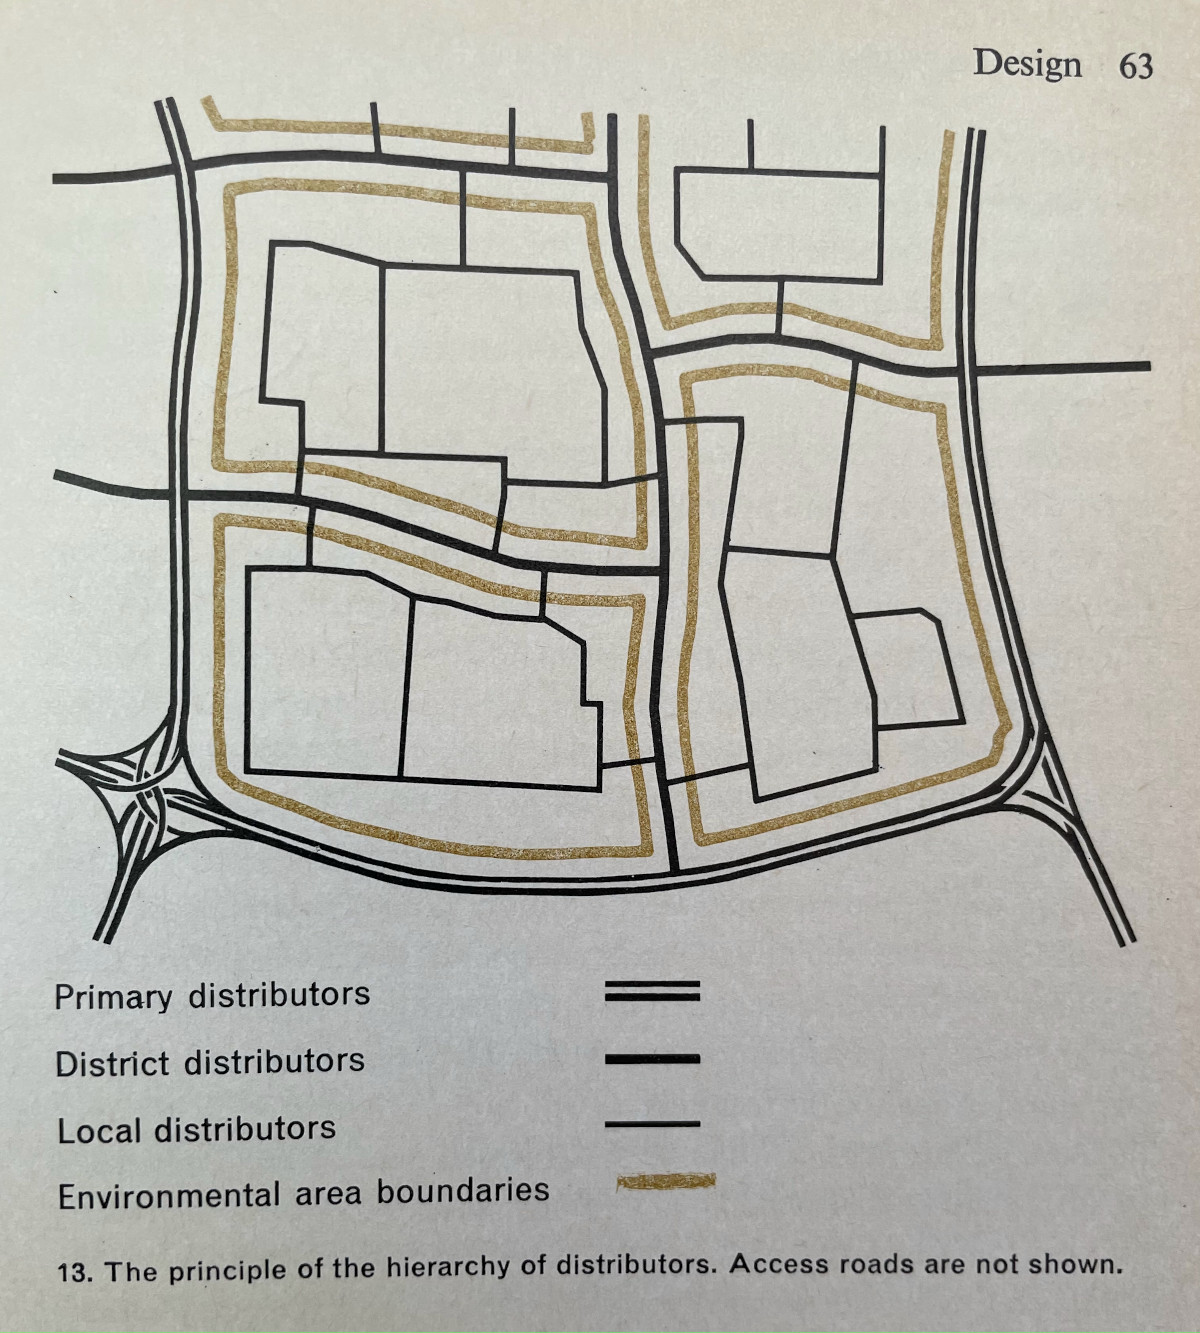 Design 63
Primary distributors
District distributors
Local distributors
Environmental area boundaries
13. The principle of the hierarchy of distributors. Access roads are not shown.